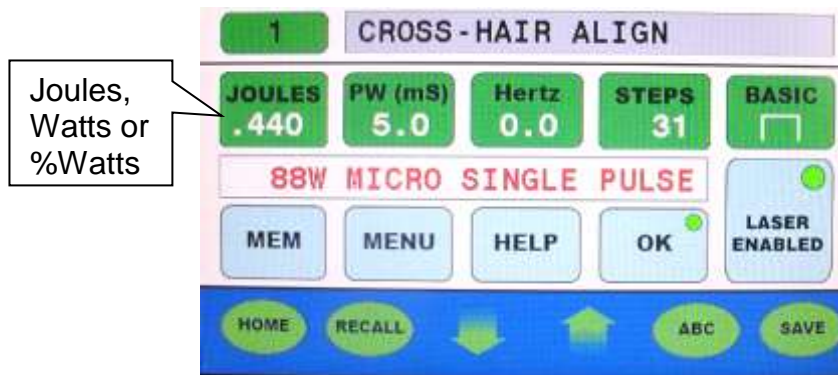 1 CROSS-HAIR ALIGN
Joules,
Watts or
%Watts
JOULES PW (mS) Hertz STEPS BASIC
.440 5.0 0.0 31
88W MICRO SINGLE PULSE
MEM MENU HELP OK LASER
ENABLED
HOME RECALL ABC SAVE